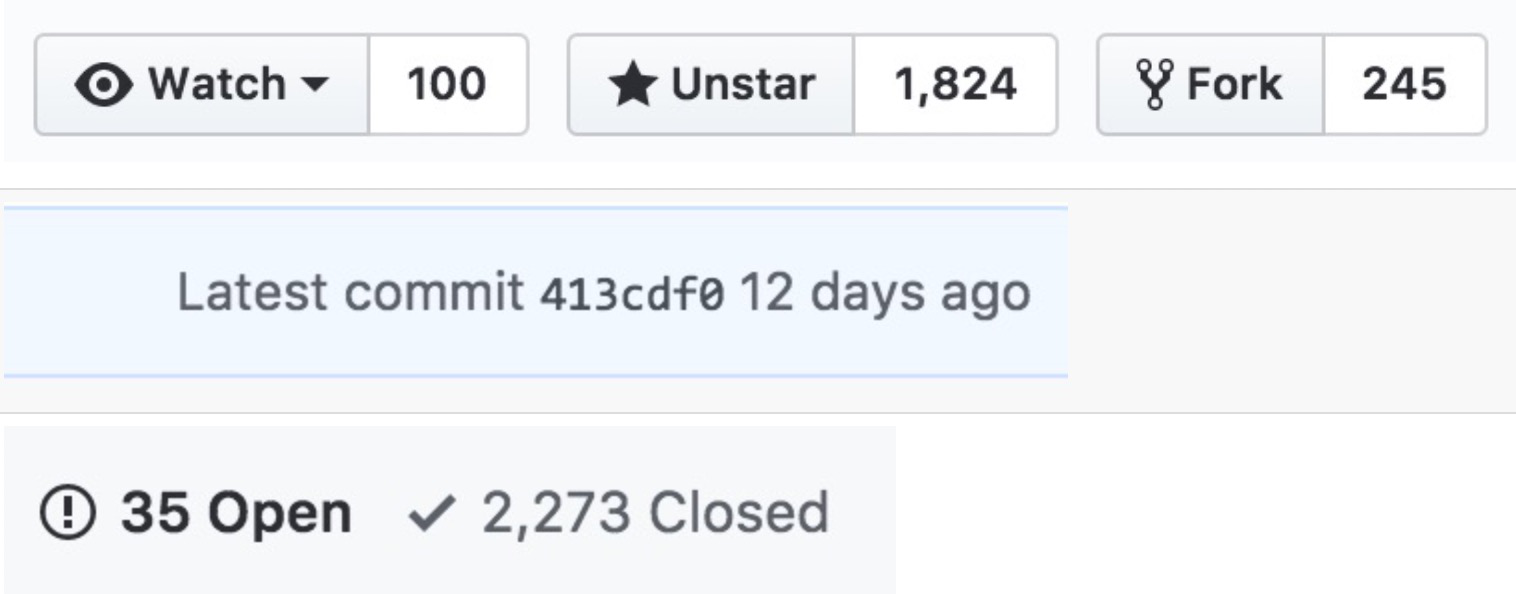 Watch 100 Unstar 1,824 Fork 245
Latest commit 413cdf0 12 days ago
35 Open 2,273 Closed